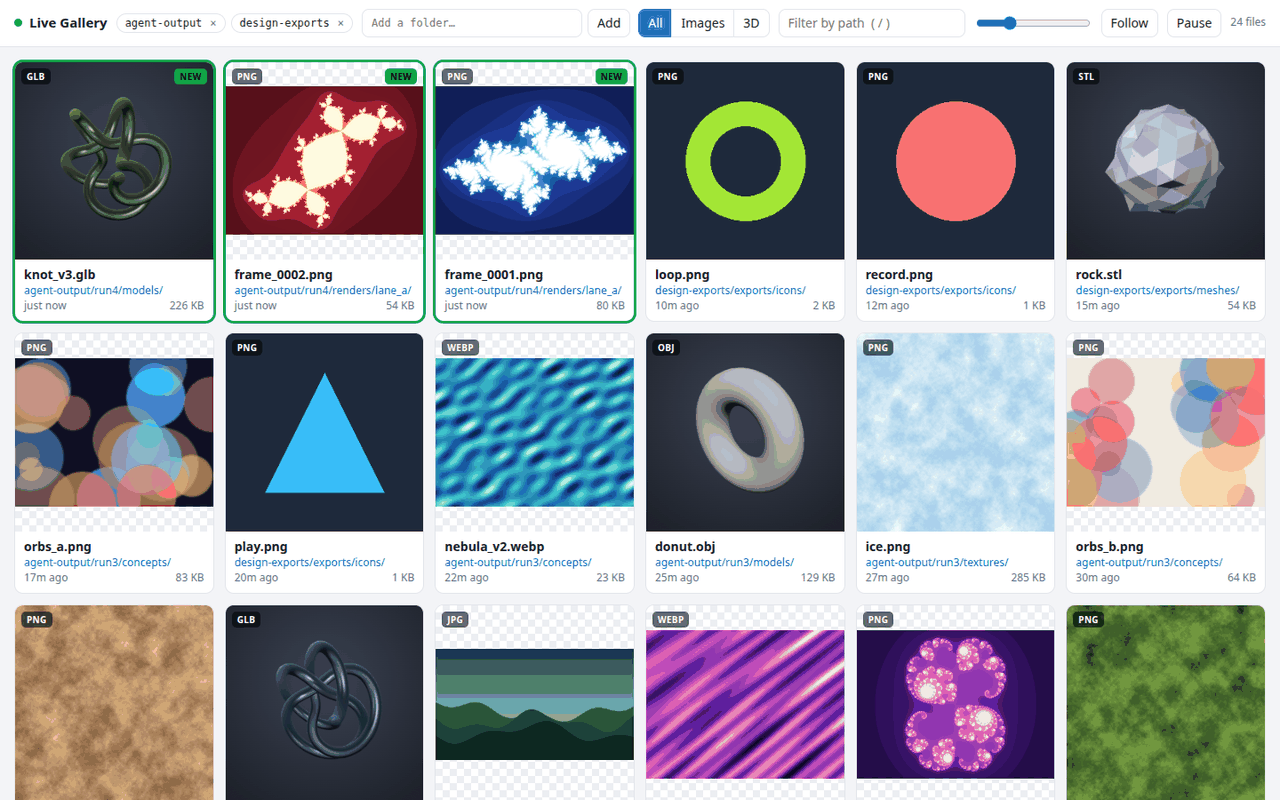 Live Gallery agent-output × design-exports × Add a folder… Add All Images 3D Filter by path ( / ) Follow Pause 24 files
GLB NEW PNG NEW PNG NEW PNG PNG STL
knot_v3.glb frame_0002.png frame_0001.png loop.png record.png rock.stl
agent-output/run4/models/ agent-output/run4/renders/lane_a/ agent-output/run4/renders/lane_a/ design-exports/exports/icons/ design-exports/exports/icons/ design-exports/exports/meshes/
just now 226 KB just now 54 KB just now 80 KB 10m ago 2 KB 12m ago 1 KB 15m ago 54 KB
PNG PNG WEBP OBJ PNG PNG
orbs_a.png play.png nebula_v2.webp donut.obj ice.png orbs_b.png
agent-output/run3/concepts/ design-exports/exports/icons/ agent-output/run3/concepts/ agent-output/run3/models/ agent-output/run3/textures/ agent-output/run3/concepts/
17m ago 83 KB 20m ago 1 KB 22m ago 23 KB 25m ago 129 KB 27m ago 285 KB 30m ago 64 KB
PNG GLB JPG WEBP PNG PNG